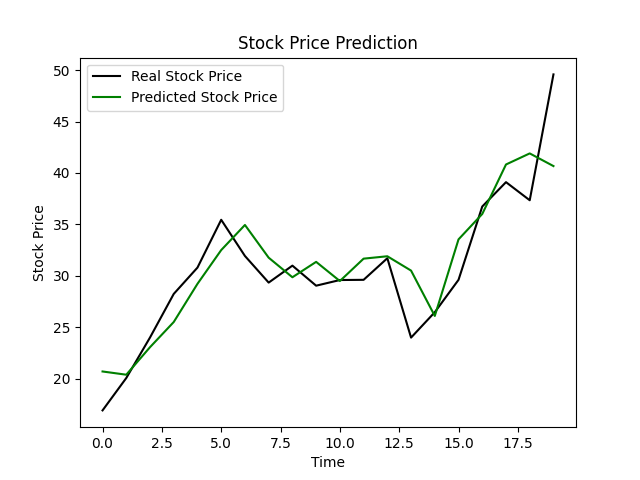 Stock Price Prediction
Real Stock Price
Predicted Stock Price
Stock Price
50
45
40
35
30
25
20
0.0 2.5 5.0 7.5 10.0 12.5 15.0 17.5
Time